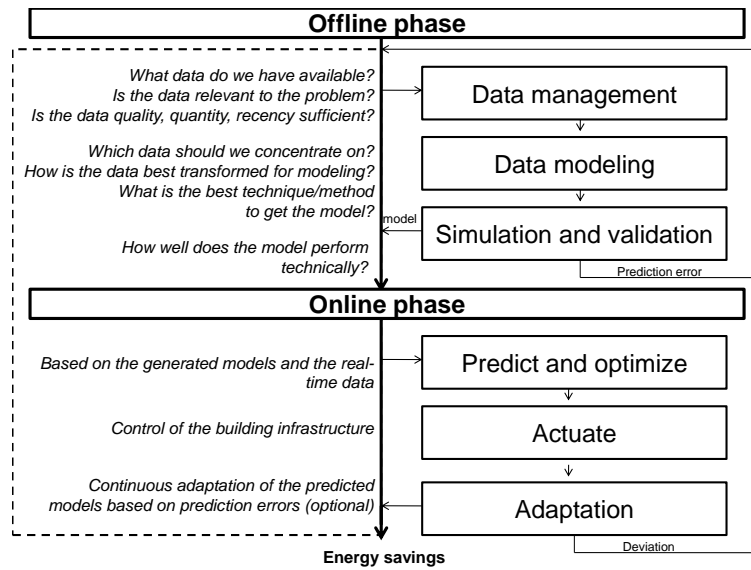 Offline phase
What data do we have available?
Is the data relevant to the problem?
Is the data quality, quantity, recency sufficient?
Data management
Which data should we concentrate on?
How is the data best transformed for modeling?
What is the best technique/method
to get the model?
Data modeling
model
Simulation and validation
How well does the model perform
technically?
Prediction error
Online phase
Based on the generated models and the real-
time data
Predict and optimize
Control of the building infrastructure
Actuate
Continuous adaptation of the predicted
models based on prediction errors (optional)
Adaptation
Deviation
Energy savings